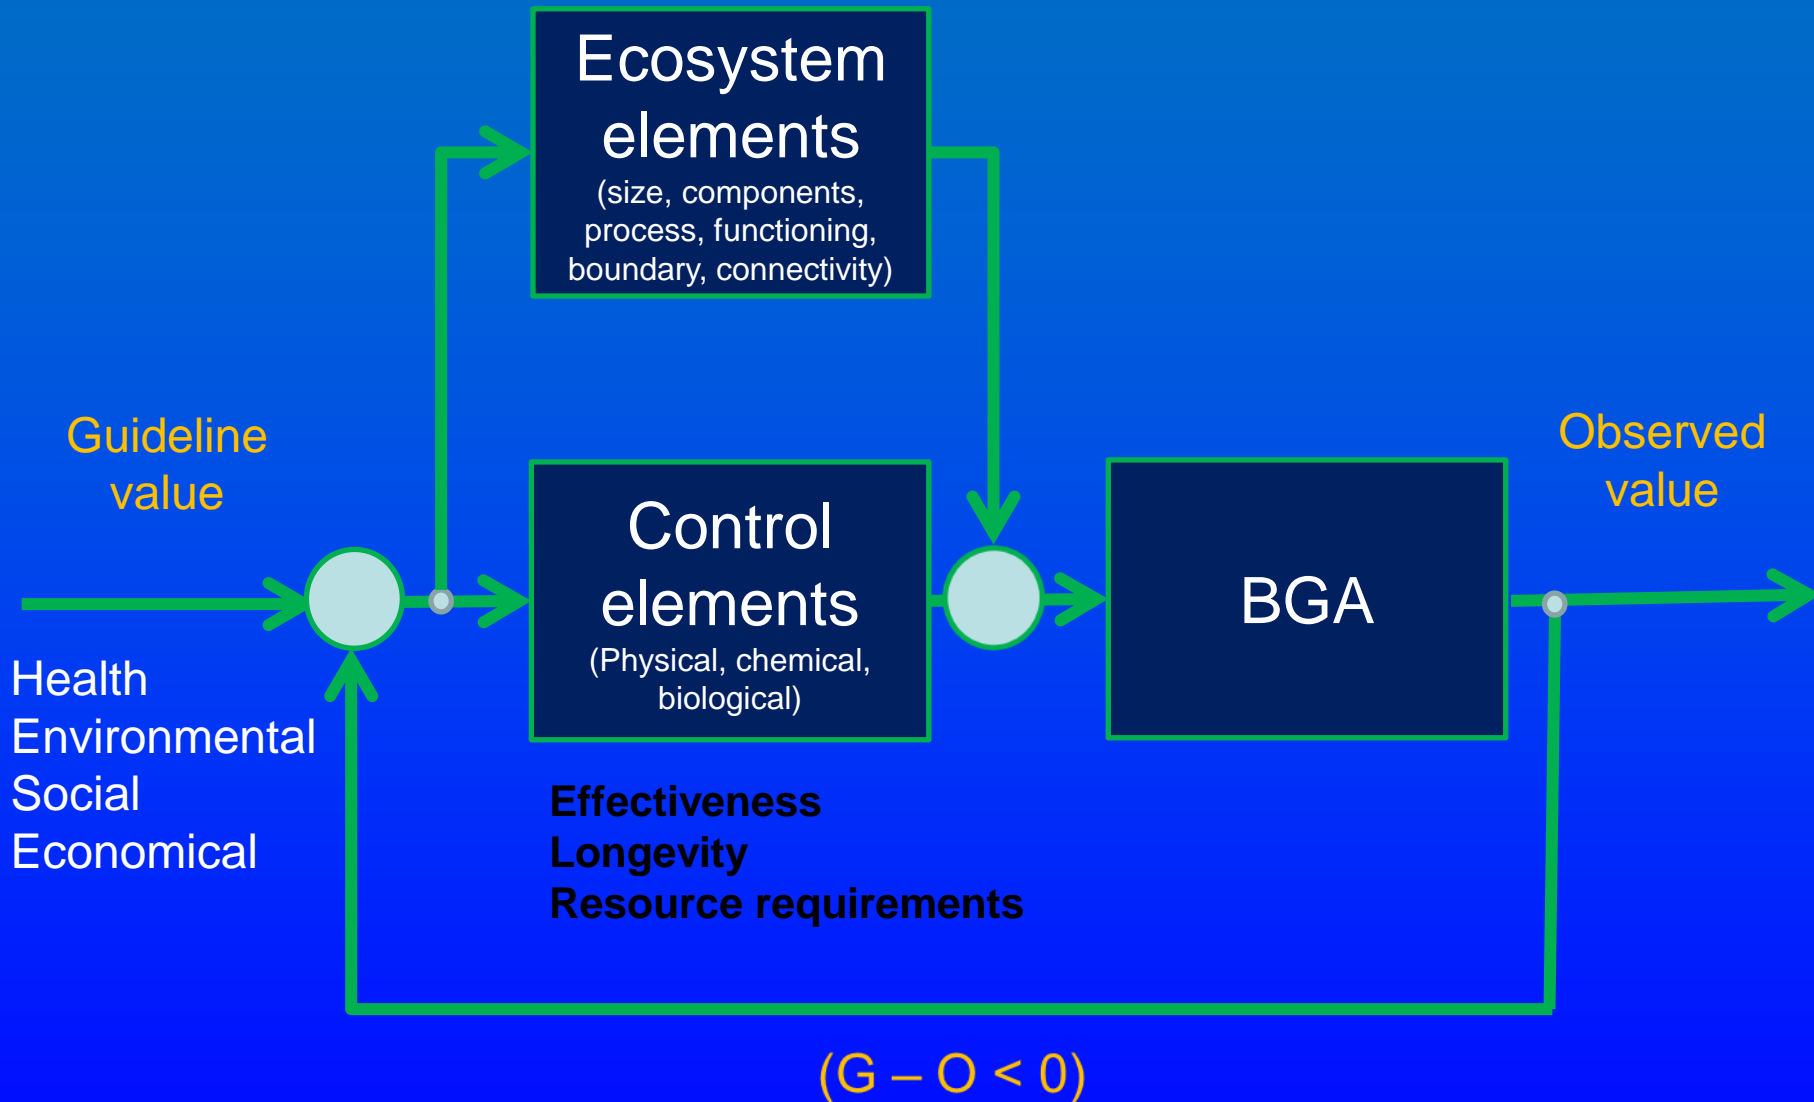 Ecosystem
elements
(size, components,
process, functioning,
boundary, connectivity)
Guideline
value
Observed
value
Control
elements
(Physical, chemical,
biological)
BGA
Health
Environmental
Social
Economical
Effectiveness
Longevity
Resource requirements
(G – O < 0)